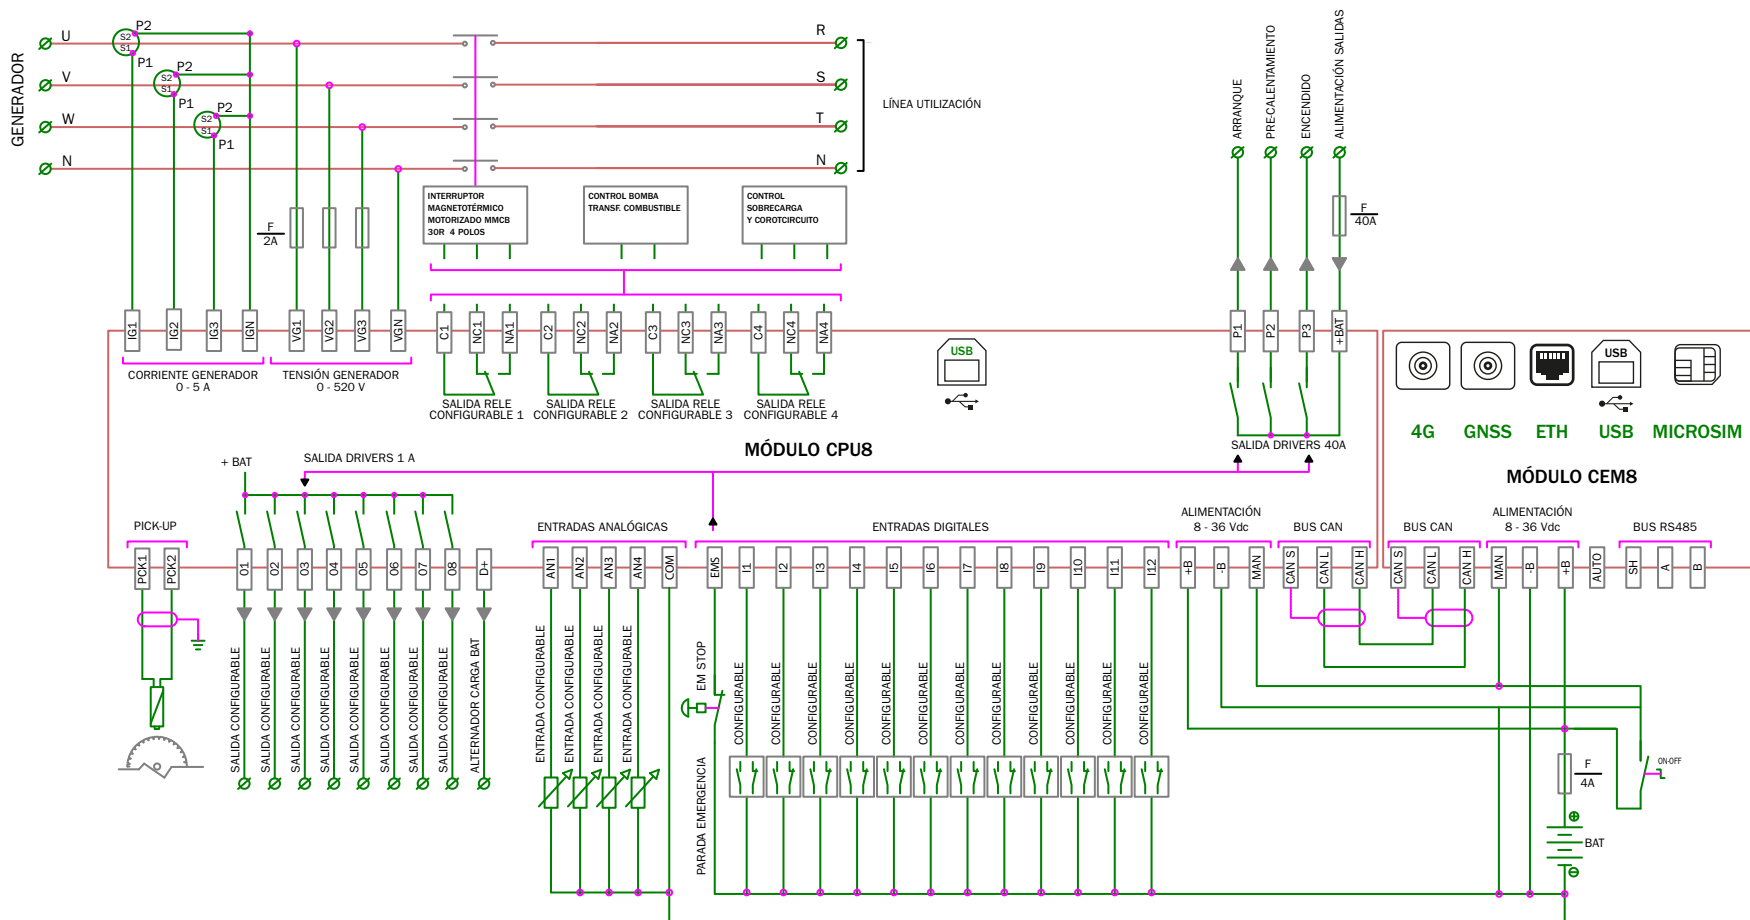 GENERADOR
U
V
W
N
P2
S2
S1
P1
P2
S2
S1
P1
P2
S2
S1
P1
R
S
T
N
LÍNEA UTILIZACIÓN
F
2A
INTERRUPTOR
MAGNETOTÉRMICO
MOTORIZADO MMCB
30R 4 POLOS
CONTROL BOMBA
TRANSF. COMBUSTIBLE
CONTROL
SOBRECARGA
Y COROTCIRCUITO
ARRANQUE
PRE-CALENTAMIENTO
ENCENDIDO
ALIMENTACIÓN SALIDAS
F
40A
IG1
IG2
IG3
IGN
VG1
VG2
VG3
VGN
C1
NC1
NA1
C2
NC2
NA2
C3
NC3
NA3
C4
NC4
NA4
P1
P2
P3
+BAT
CORRIENTE GENERADOR
0 - 5 A
TENSIÓN GENERADOR
0 - 520 V
SALIDA RELE
CONFIGURABLE 1
SALIDA RELE
CONFIGURABLE 2
SALIDA RELE
CONFIGURABLE 3
SALIDA RELE
CONFIGURABLE 4
USB
USB
4G
GNSS
ETH
USB
MICROSIM
MÓDULO CPU8
SALIDA DRIVERS 40A
MÓDULO CEM8
+ BAT
SALIDA DRIVERS 1 A
PICK-UP
ENTRADAS ANALÓGICAS
ENTRADAS DIGITALES
ALIMENTACIÓN
8 - 36 Vdc
BUS CAN
BUS CAN
ALIMENTACIÓN
8 - 36 Vdc
BUS RS485
PCK1
PCK2
01
02
03
04
05
06
07
08
D+
AN1
AN2
AN3
AN4
COM
EMS
I1
I2
I3
I4
I5
I6
I7
I8
I9
I10
I11
I12
+B
-B
MAN
CAN S
CAN L
CAN H
CAN S
CAN L
CAN H
MAN
-B
+B
AUTO
SH
A
B
SALIDA CONFIGURABLE
SALIDA CONFIGURABLE
SALIDA CONFIGURABLE
SALIDA CONFIGURABLE
SALIDA CONFIGURABLE
SALIDA CONFIGURABLE
SALIDA CONFIGURABLE
SALIDA CONFIGURABLE
ALTERNADOR CARGA BAT
ENTRADA CONFIGURABLE
ENTRADA CONFIGURABLE
ENTRADA CONFIGURABLE
ENTRADA CONFIGURABLE
EM STOP
PARADA EMERGENCIA
CONFIGURABLE
CONFIGURABLE
CONFIGURABLE
CONFIGURABLE
CONFIGURABLE
CONFIGURABLE
CONFIGURABLE
CONFIGURABLE
CONFIGURABLE
CONFIGURABLE
CONFIGURABLE
CONFIGURABLE
F
4A
ON-OFF
BAT